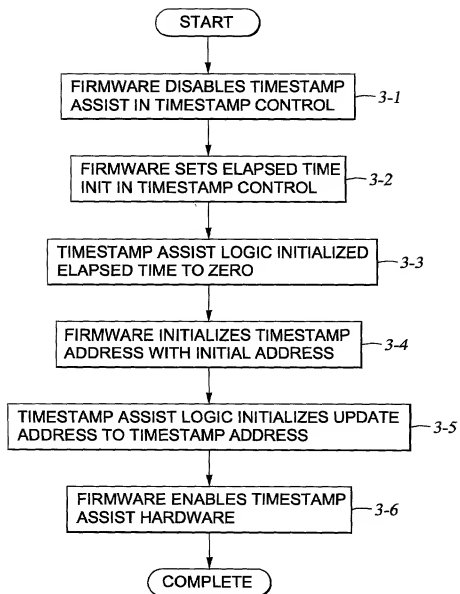 START
FIRMWARE DISABLES TIMESTAMP
ASSIST IN TIMESTAMP CONTROL
3-1
FIRMWARE SETS ELAPSED TIME
INIT IN TIMESTAMP CONTROL
3-2
TIMESTAMP ASSIST LOGIC INITIALIZED
ELAPSED TIME TO ZERO
3-3
FIRMWARE INITIALIZES TIMESTAMP
ADDRESS WITH INITIAL ADDRESS
3-4
TIMESTAMP ASSIST LOGIC INITIALIZES UPDATE
ADDRESS TO TIMESTAMP ADDRESS
3-5
FIRMWARE ENABLES TIMESTAMP
ASSIST HARDWARE
3-6
COMPLETE